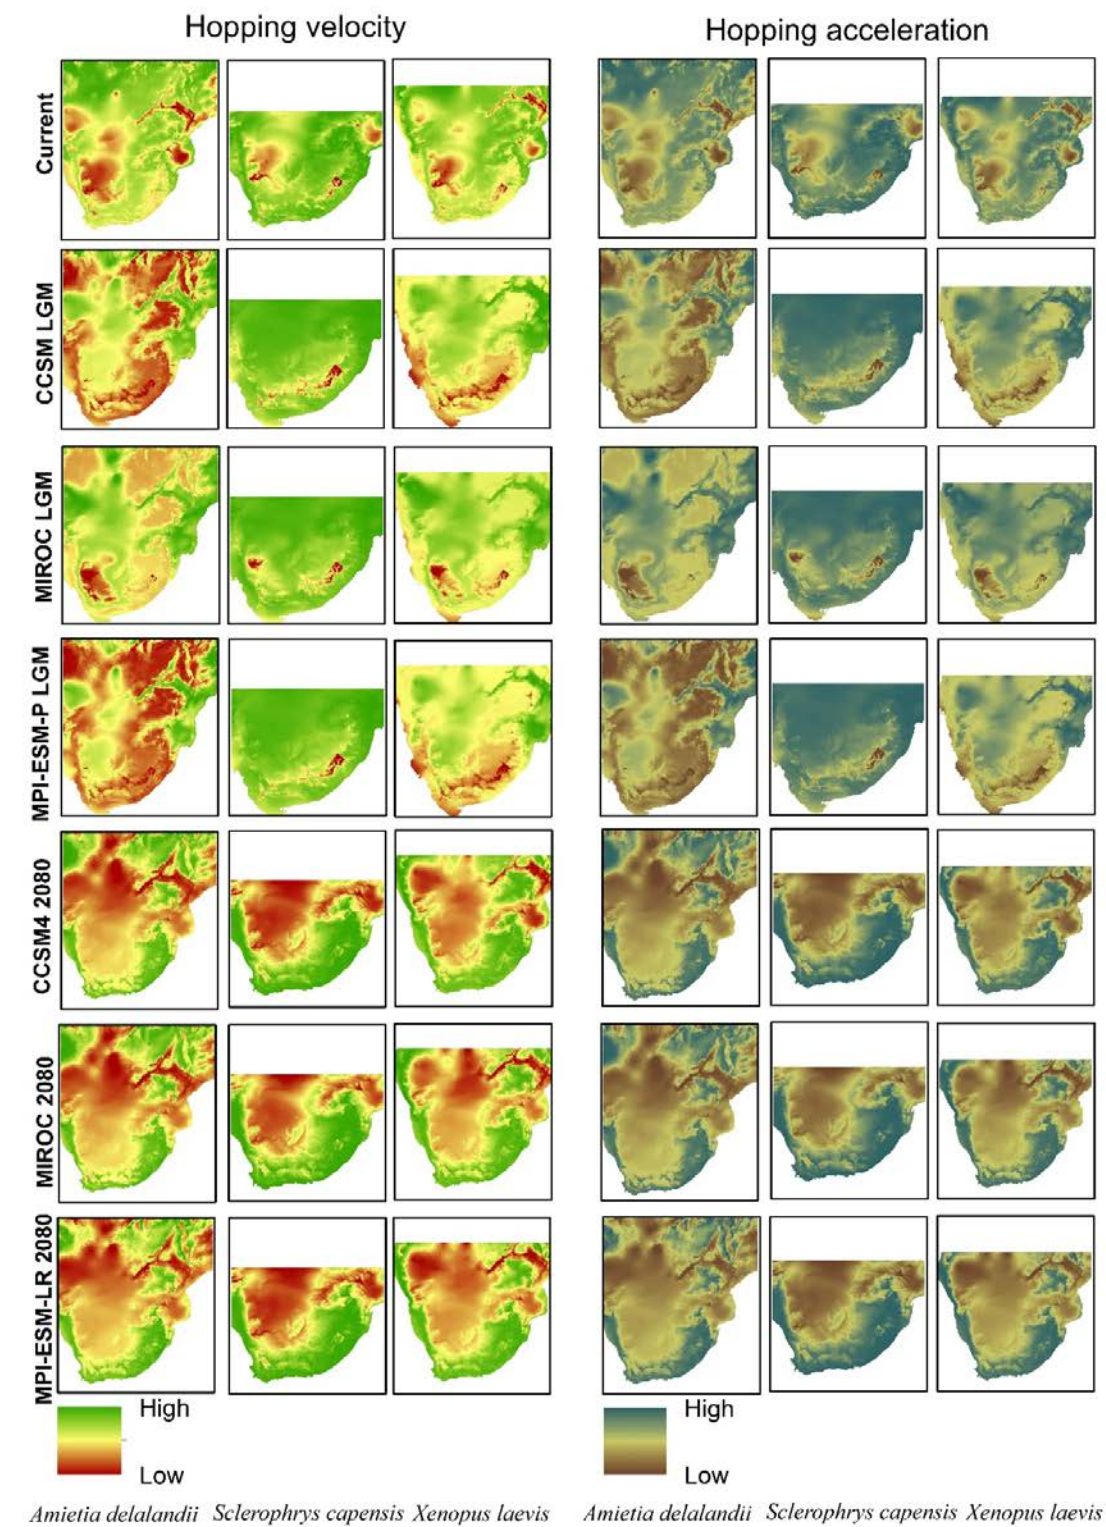 Hopping velocity
Hopping acceleration
Current
CCSM LGM
MIROC LGM
MPI-ESM-P LGM
CCSM4 2080
MIROC 2080
MPI-ESM-LR 2080
High
Low
High
Low
Amietia delalandii Sclerophrys capensis Xenopus laevis
Amietia delalandii Sclerophrys capensis Xenopus laevis